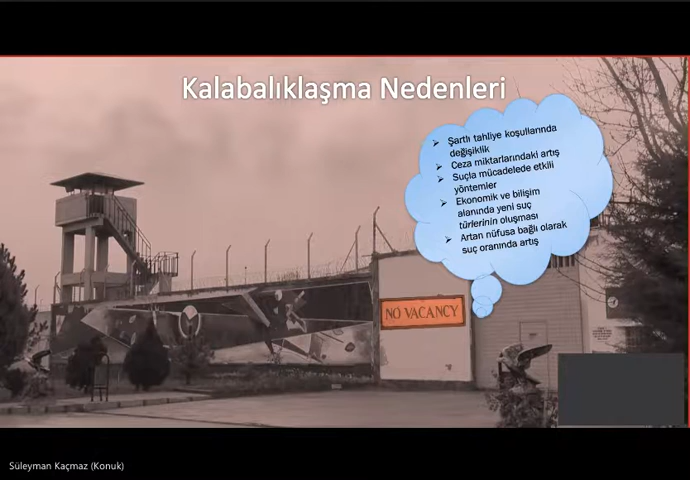 Kalabalıklaşma Nedenleri
➢ Şartlı tahliye koşullarında
değişiklik
➢ Ceza miktarlarındaki artış
➢ Suçla mücadelede etkili
yöntemler
➢ Ekonomik ve bilişim
alanında yeni suç
türlerinin oluşması
➢ Artan nüfusa bağlı olarak
suç oranında artış
NO VACANCY
Süleyman Kaçmaz (Konuk)